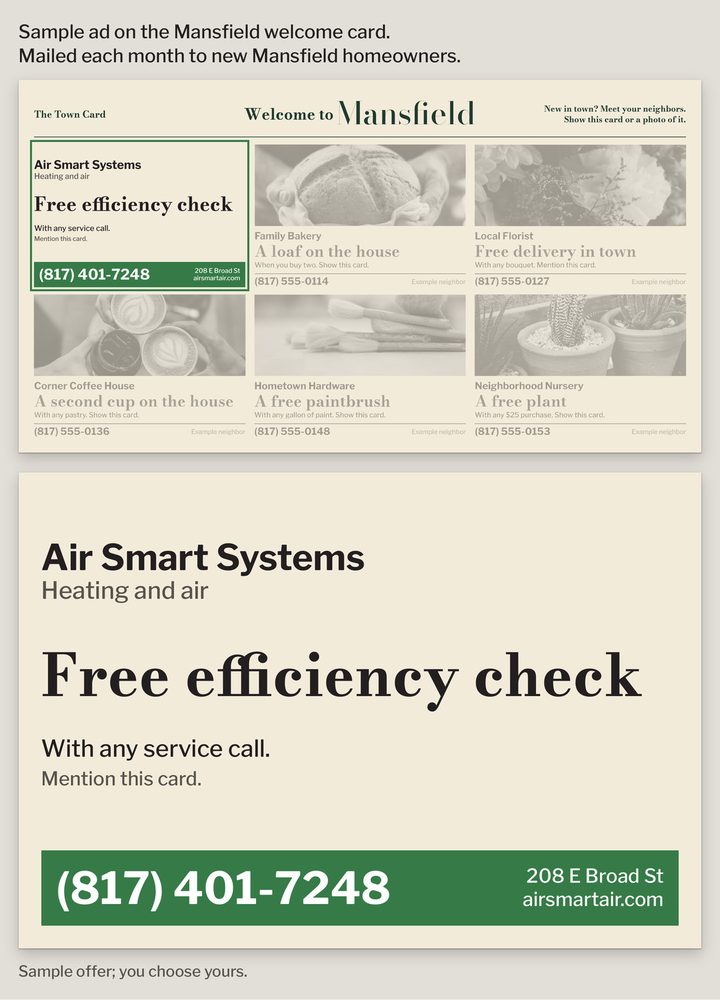 Sample ad on the Mansfield welcome card.
Mailed each month to new Mansfield homeowners.
The Town Card
Welcome to Mansfield
New in town? Meet your neighbors.
Show this card or a photo of it.
Air Smart Systems
Heating and air
Free efficiency check
With any service call.
Mention this card.
(817) 401-7248
208 E Broad St
airsmartair.com
Family Bakery
A loaf on the house
When you buy two. Show this card.
(817) 555-0114
Example neighbor
Local Florist
Free delivery in town
With any bouquet. Mention this card.
(817) 555-0127
Example neighbor
Corner Coffee House
A second cup on the house
With any pastry. Show this card.
(817) 555-0136
Example neighbor
Hometown Hardware
A free paintbrush
With any gallon of paint. Show this card.
(817) 555-0148
Example neighbor
Neighborhood Nursery
A free plant
With any $25 purchase. Show this card.
(817) 555-0153
Example neighbor
Air Smart Systems
Heating and air
Free efficiency check
With any service call.
Mention this card.
(817) 401-7248
208 E Broad St
airsmartair.com
Sample offer; you choose yours.